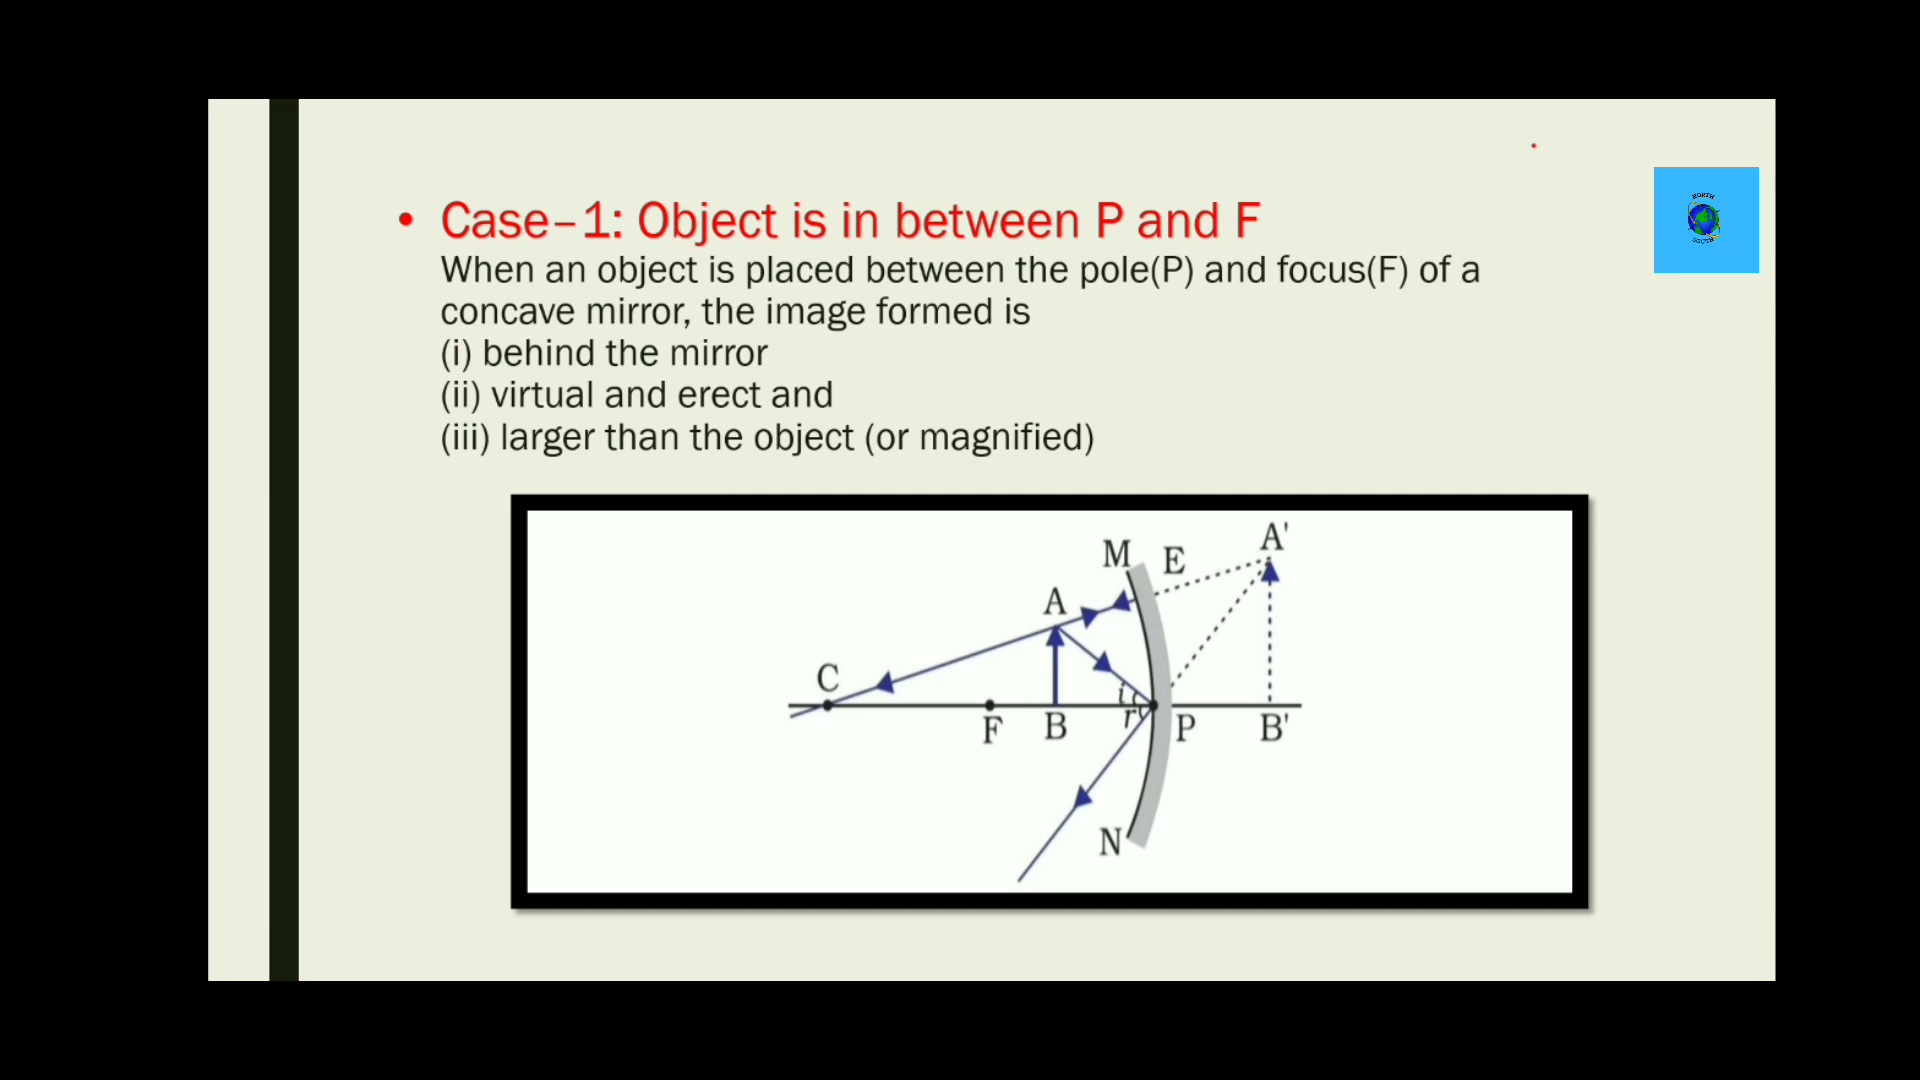 • Case–1: Object is in between P and F
When an object is placed between the pole(P) and focus(F) of a
concave mirror, the image formed is
(i) behind the mirror
(ii) virtual and erect and
(iii) larger than the object (or magnified)
NORTH
SOUTH
M E A'
A
C
i
r
F B P B'
N